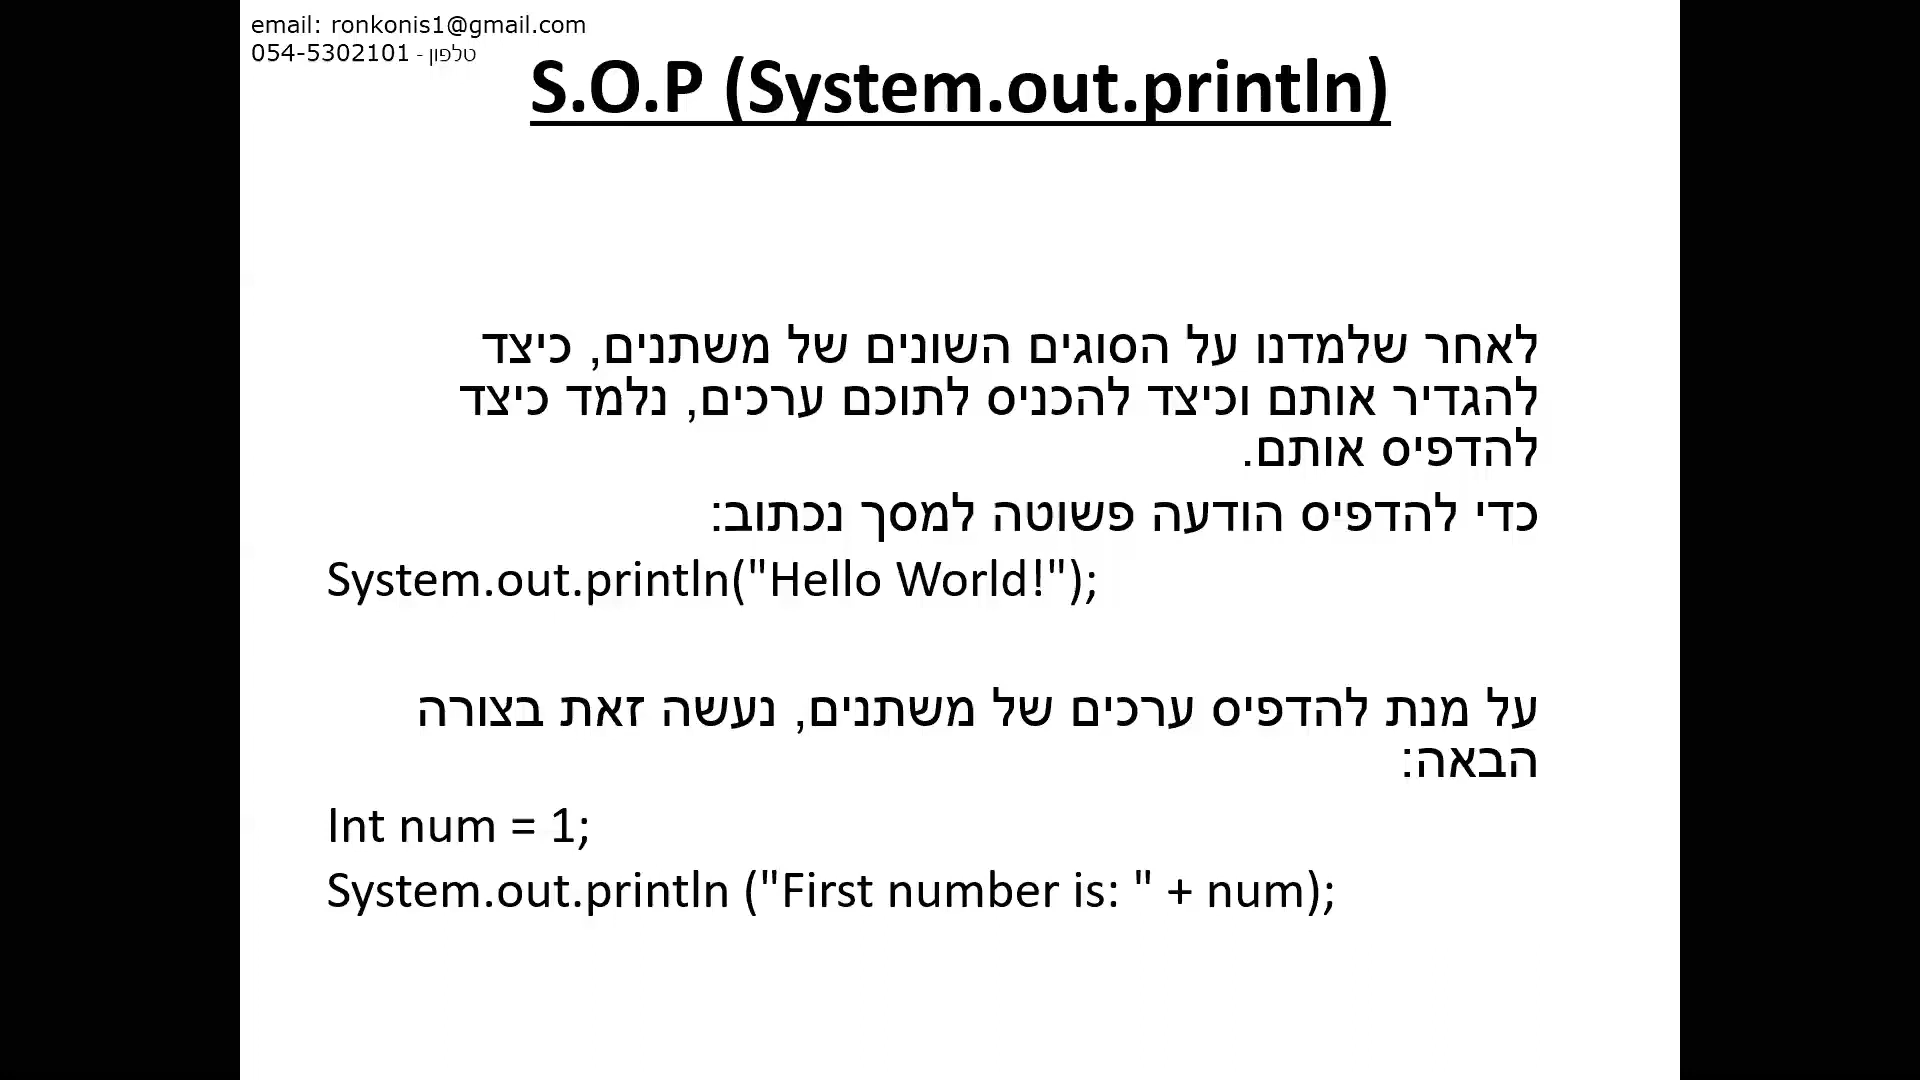 email: ronkonis1@gmail.com
טלפון - 054-5302101
S.O.P (System.out.println)
לאחר שלמדנו על הסוגים השונים של משתנים, כיצד
להגדיר אותם וכיצד להכניס לתוכם ערכים, נלמד כיצד
להדפיס אותם.
כדי להדפיס הודעה פשוטה למסך נכתוב:
System.out.println("Hello World!");
על מנת להדפיס ערכים של משתנים, נעשה זאת בצורה
הבאה:
Int num = 1;
System.out.println ("First number is: " + num);